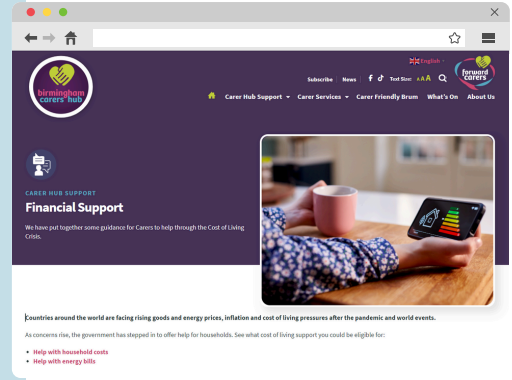 English
forward
carers
Subscribe
News
Text Size: A A A
birmingham
carers hub
Carer Hub Support
Carer Services
Carer Friendly Brum
What's On
About Us
CARER HUB SUPPORT
Financial Support
We have put together some guidance for Carers to help through the Cost of Living
Crisis.
Countries around the world are facing rising goods and energy prices, inflation and cost of living pressures after the pandemic and world events.
As concerns rise, the government has stepped in to offer help for households. See what cost of living support you could be eligible for:
Help with household costs
Help with energy bills